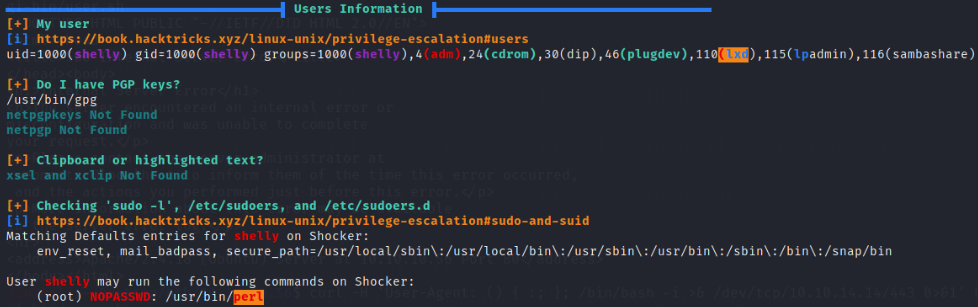 Users Information
[+] My user
[i] https://book.hacktricks.xyz/linux-unix/privilege-escalation#users
uid=1000(shelly) gid=1000(shelly) groups=1000(shelly),4(adm),24(cdrom),30(dip),46(plugdev),110(lxd),115(lpadmin),116(sambashare)
[+] Do I have PGP keys?
/usr/bin/gpg
netpgpkeys Not Found
netpgp Not Found
[+] Clipboard or highlighted text?
xsel and xclip Not Found
[+] Checking 'sudo -l', /etc/sudoers, and /etc/sudoers.d
[i] https://book.hacktricks.xyz/linux-unix/privilege-escalation#sudo-and-suid
Matching Defaults entries for shelly on Shocker:
env_reset, mail_badpass, secure_path=/usr/local/sbin\:/usr/local/bin\:/usr/sbin\:/usr/bin\:/sbin\:/bin\:/snap/bin
User shelly may run the following commands on Shocker:
(root) NOPASSWD: /usr/bin/perl